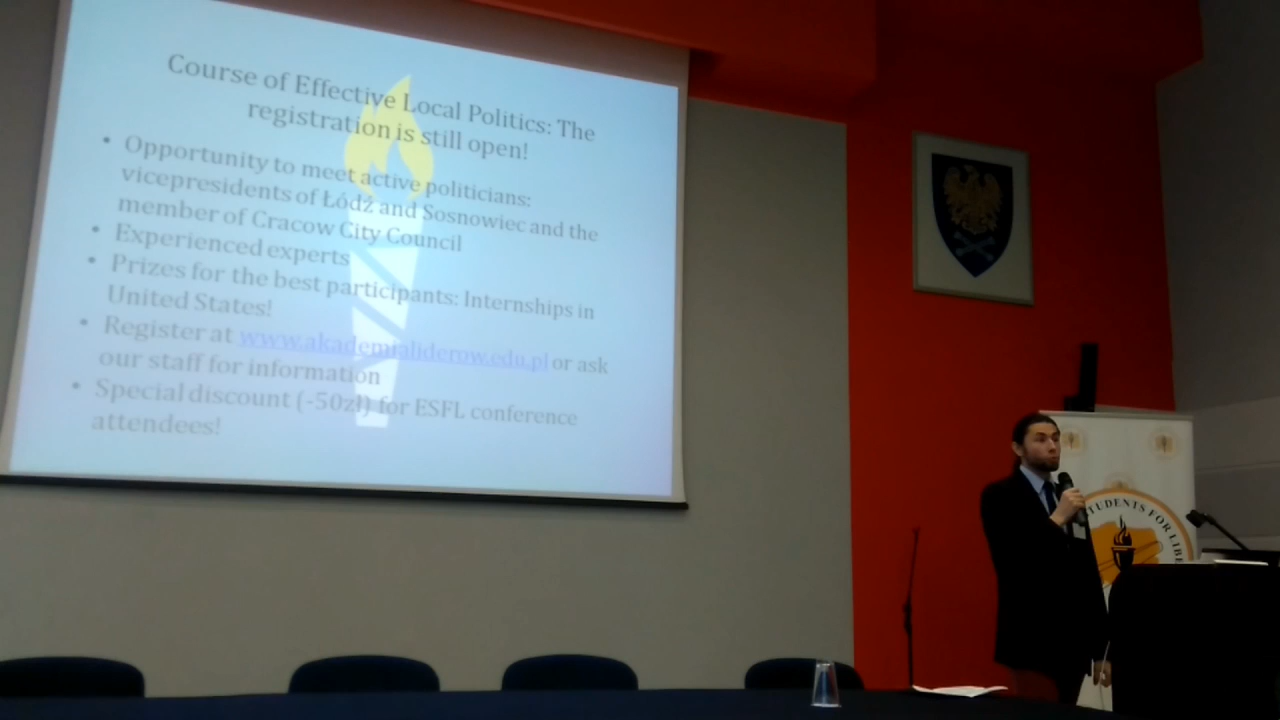 Course of Effective Local Politics: The
registration is still open!
• Opportunity to meet active politicians:
vicepresidents of Łódź and Sosnowiec and the
member of Cracow City Council
• Experienced experts
• Prizes for the best participants: Internships in
United States!
• Register at www.akademialiderow.edu.pl or ask
our staff for information
• Special discount (-50zł) for ESFL conference
attendees!
STUDENTS FOR LIBE